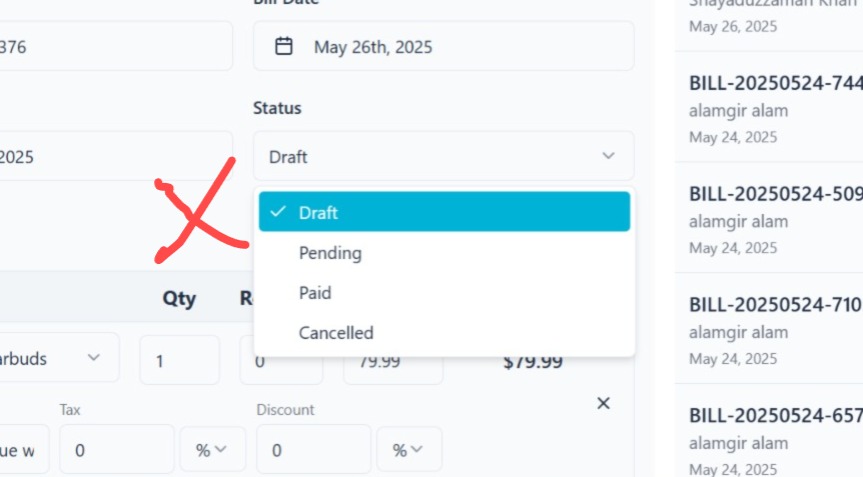 Bill Date
376
May 26th, 2025
Status
2025
Draft
Draft
Pending
Paid
Cancelled
Qty
R
arbuds
1
0
79.99
$79.99
Tax
Discount
ue w
0
%
0
%
Shayaduzzaman Khan
May 26, 2025
BILL-20250524-744
alamgir alam
May 24, 2025
BILL-20250524-509
alamgir alam
May 24, 2025
BILL-20250524-710
alamgir alam
May 24, 2025
BILL-20250524-657
alamgir alam
May 24, 2025